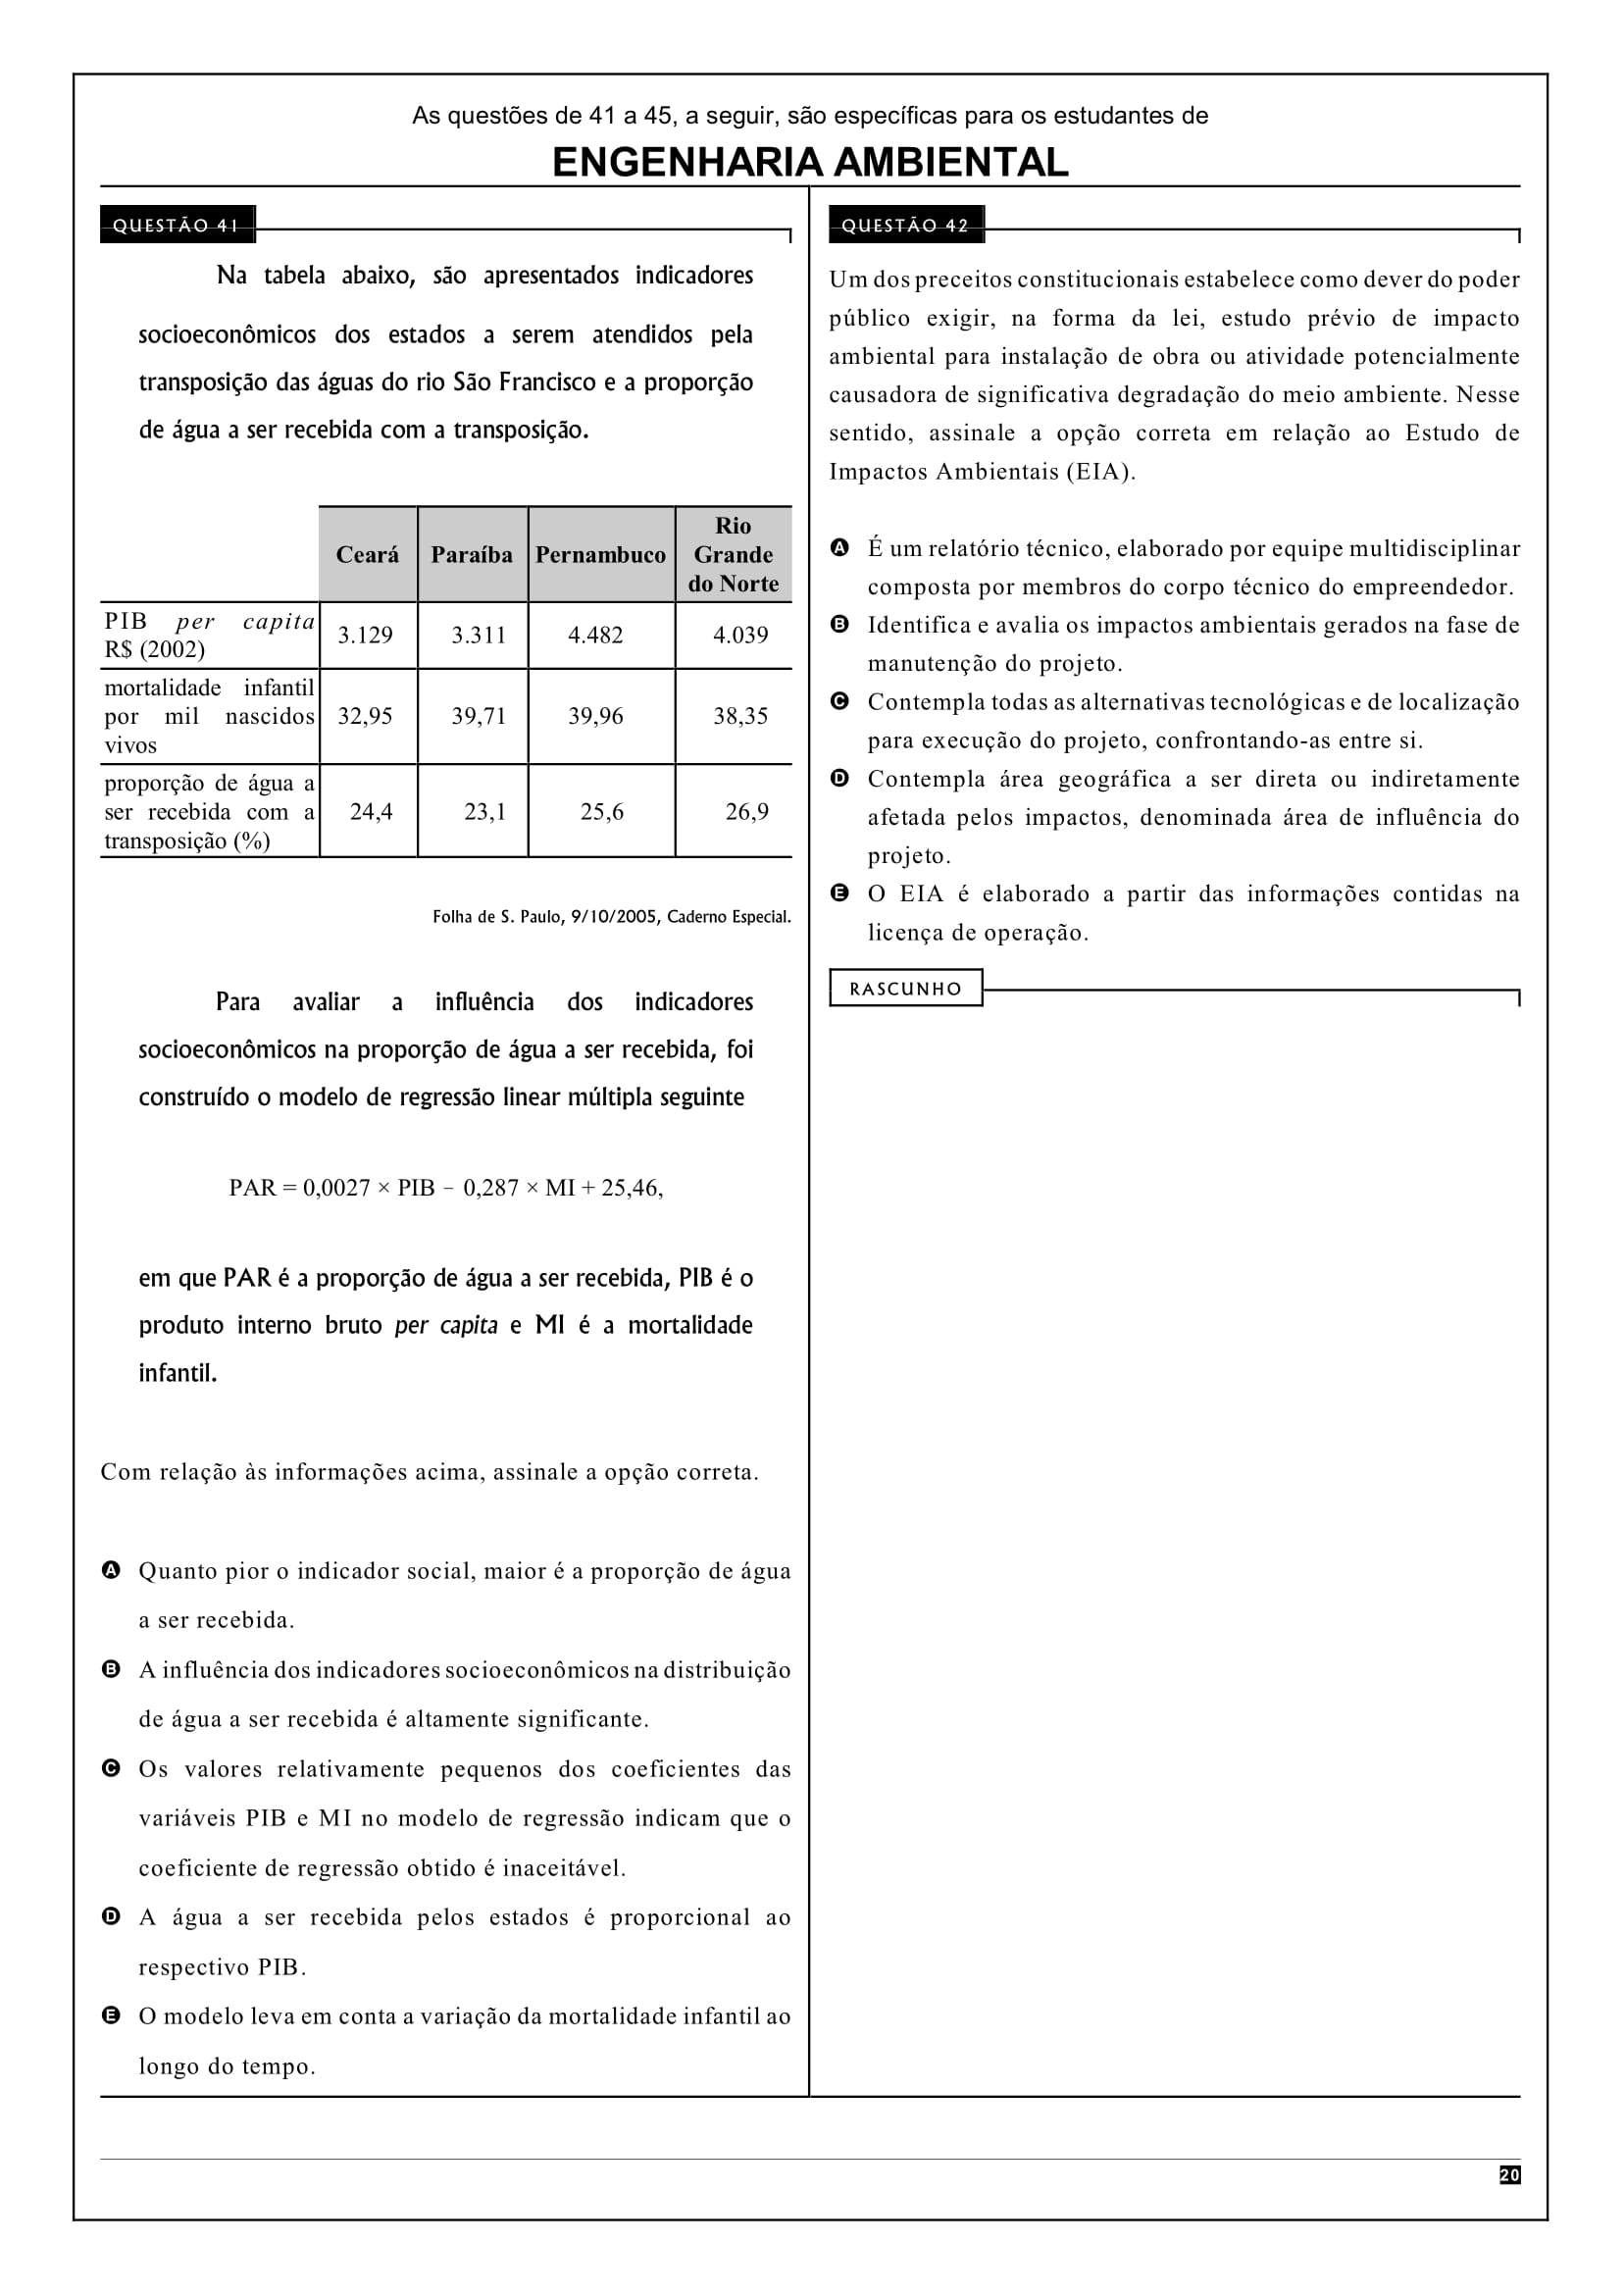 As questões de 41 a 45, a seguir, são específicas para os estudantes de
ENGENHARIA AMBIENTAL
QUESTÃO 41
Na tabela abaixo, são apresentados indicadores
socioeconômicos dos estados a serem atendidos pela
transposição das águas do rio São Francisco e a proporção
de água a ser recebida com a transposição.
Ceará Paraíba Pernambuco Rio
Grande
do Norte
PIB per capita
R$ (2002) 3.129 3.311 4.482 4.039
mortalidade infantil
por mil nascidos
vivos 32,95 39,71 39,96 38,35
proporção de água a
ser recebida com a
transposição (%) 24,4 23,1 25,6 26,9
Folha de S. Paulo, 9/10/2005, Caderno Especial.
Para avaliar a influência dos indicadores
socioeconômicos na proporção de água a ser recebida, foi
construído o modelo de regressão linear múltipla seguinte
PAR = 0,0027 × PIB – 0,287 × MI + 25,46,
em que PAR é a proporção de água a ser recebida, PIB é o
produto interno bruto per capita e MI é a mortalidade
infantil.
Com relação às informações acima, assinale a opção correta.
A Quanto pior o indicador social, maior é a proporção de água
a ser recebida.
B A influência dos indicadores socioeconômicos na distribuição
de água a ser recebida é altamente significante.
C Os valores relativamente pequenos dos coeficientes das
variáveis PIB e MI no modelo de regressão indicam que o
coeficiente de regressão obtido é inaceitável.
D A água a ser recebida pelos estados é proporcional ao
respectivo PIB.
E O modelo leva em conta a variação da mortalidade infantil ao
longo do tempo.
QUESTÃO 42
Um dos preceitos constitucionais estabelece como dever do poder
público exigir, na forma da lei, estudo prévio de impacto
ambiental para instalação de obra ou atividade potencialmente
causadora de significativa degradação do meio ambiente. Nesse
sentido, assinale a opção correta em relação ao Estudo de
Impactos Ambientais (EIA).
A É um relatório técnico, elaborado por equipe multidisciplinar
composta por membros do corpo técnico do empreendedor.
B Identifica e avalia os impactos ambientais gerados na fase de
manutenção do projeto.
C Contempla todas as alternativas tecnológicas e de localização
para execução do projeto, confrontando-as entre si.
D Contempla área geográfica a ser direta ou indiretamente
afetada pelos impactos, denominada área de influência do
projeto.
E O EIA é elaborado a partir das informações contidas na
licença de operação.
RASCUNHO
20